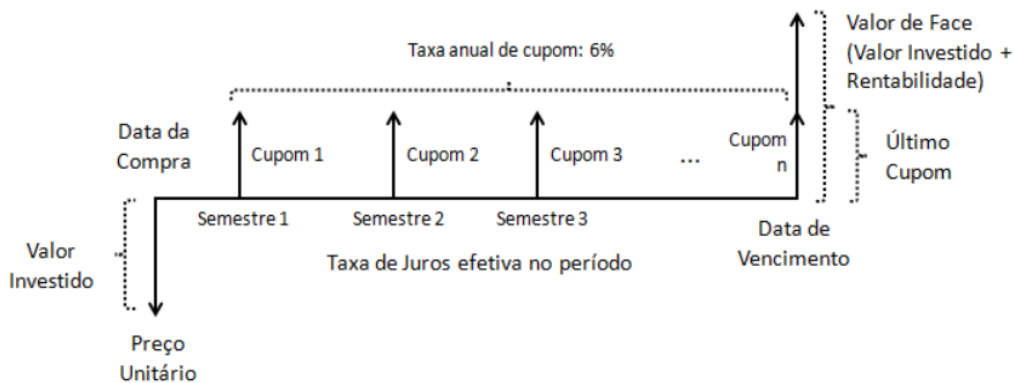 Taxa anual de cupom: 6%
Valor de Face
(Valor Investido +
Rentabilidade)
Data da
Compra
Cupom 1
Cupom 2
Cupom 3
...
Cupom
n
Último
Cupom
Semestre 1
Semestre 2
Semestre 3
Data de
Vencimento
Valor
Investido
Taxa de Juros efetiva no período
Preço
Unitário